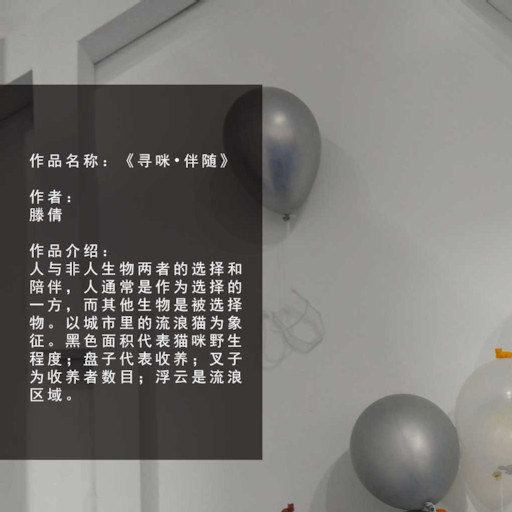 作品名称：《寻咪•伴随》
作者：
滕倩
作品介绍：
人与非人生物两者的选择和
陪伴，人通常是作为选择的
一方，而其他生物是被选择
物。以城市里的流浪猫为象
征。黑色面积代表猫咪野生
程度；盘子代表收养；叉子
为收养者数目；浮云是流浪
区域。